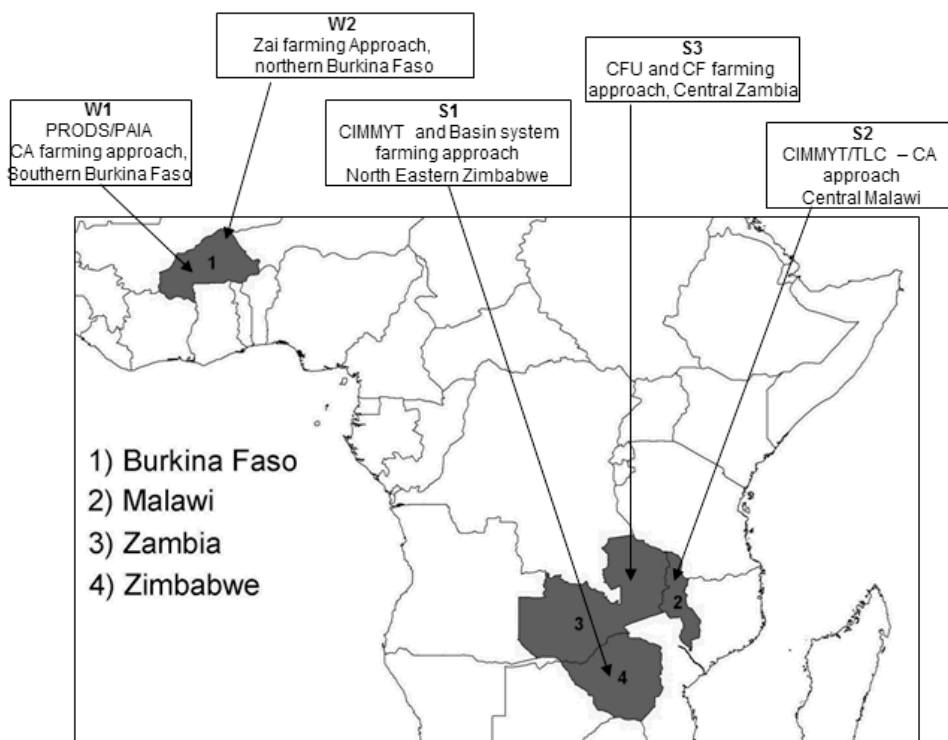 W2
Zai farming Approach,
northern Burkina Faso
S3
CFU and CF farming
approach, Central Zambia
W1
PRODS/PAIA
CA farming approach,
Southern Burkina Faso
S1
CIMMYT and Basin system
farming approach
North Eastern Zimbabwe
S2
CIMMYT/TLC – CA
approach
Central Malawi
1
1) Burkina Faso
2) Malawi
3) Zambia
4) Zimbabwe
2
3
4